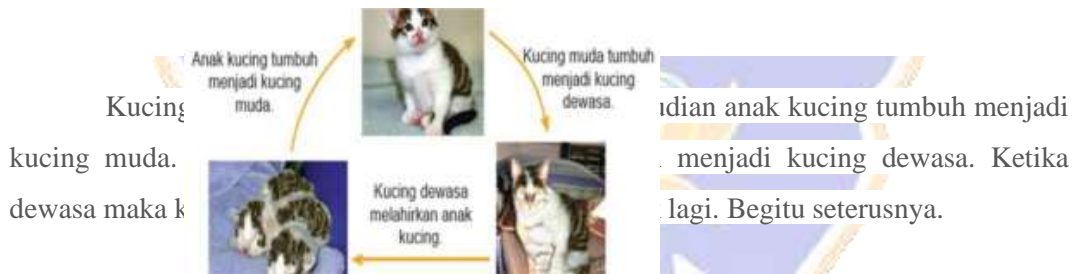 Anak kucing tumbuh
menjadi kucing
muda.
Kucing muda tumbuh
menjadi kucing
dewasa.
Kucing dewasa
melahirkan anak
kucing.
Kucing anak kucing tumbuh menjadi
kucing muda. menjadi kucing dewasa. Ketika
dewasa maka lagi. Begitu seterusnya.